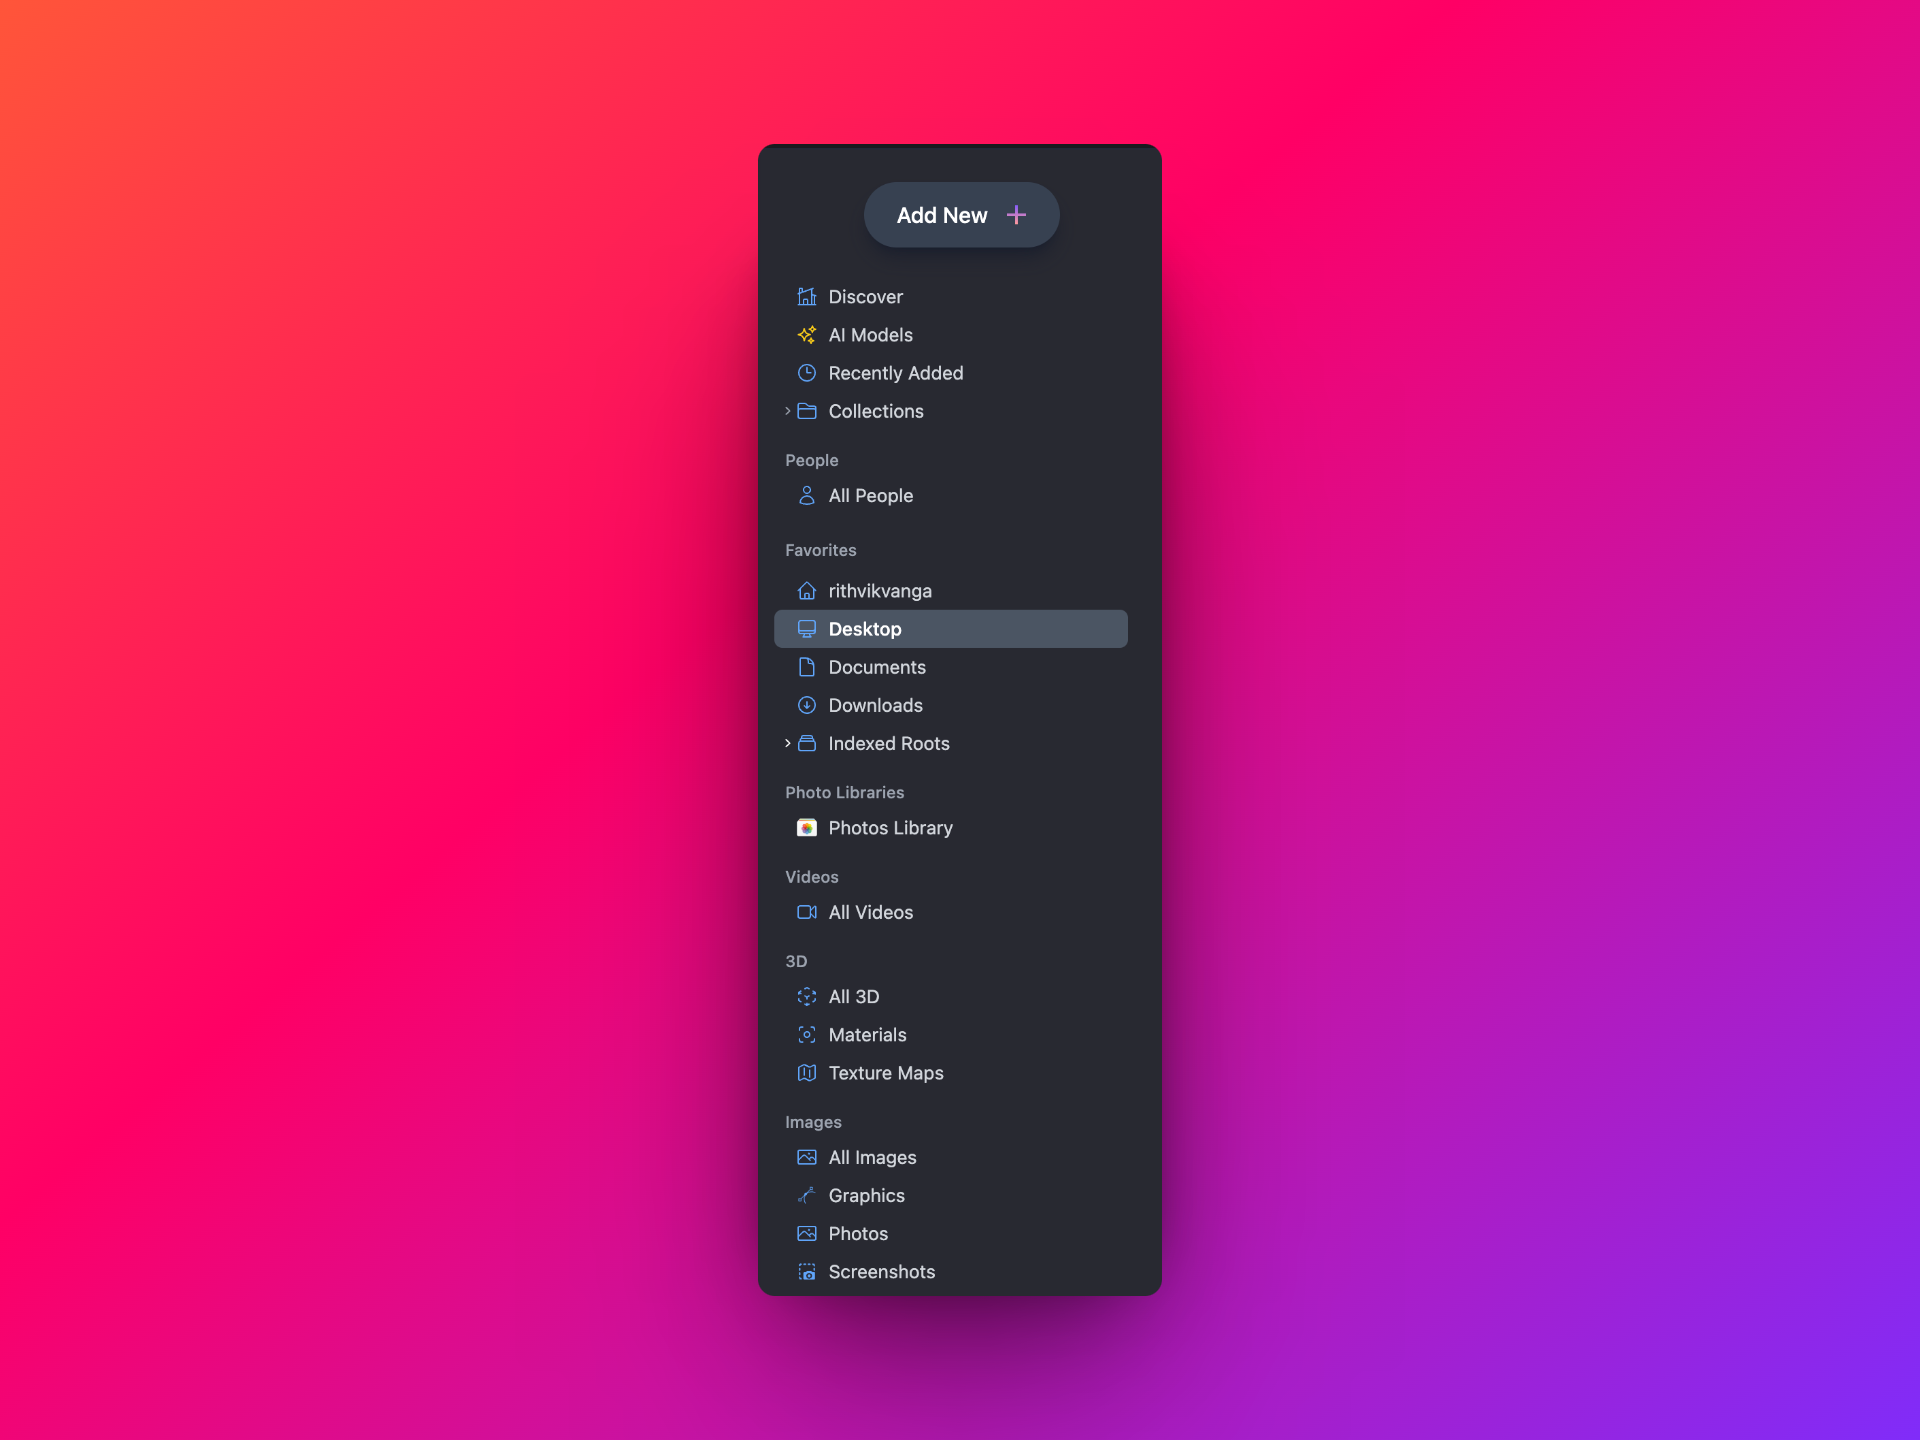 Add New
Discover
AI Models
Recently Added
Collections
People
All People
Favorites
rithvikvanga
Desktop
Documents
Downloads
Indexed Roots
Photo Libraries
Photos Library
Videos
All Videos
3D
All 3D
Materials
Texture Maps
Images
All Images
Graphics
Photos
Screenshots